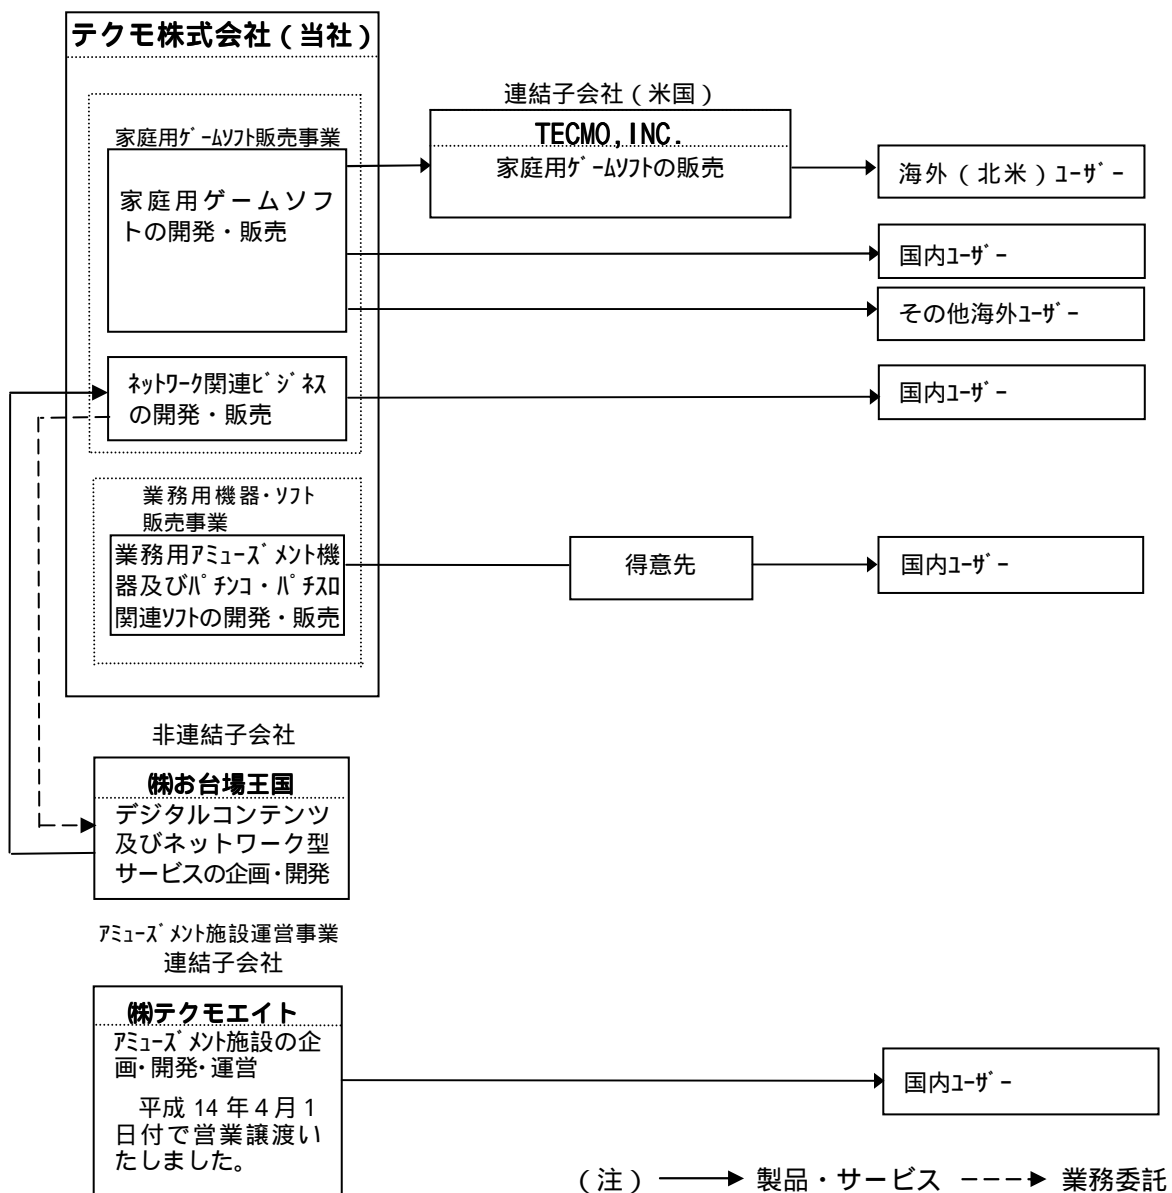 テクモ株式会社（当社）
連結子会社（米国）
家庭用ｹﾞｰﾑｿﾌﾄ販売事業
家庭用ゲームソフ
トの開発・販売
TECMO,INC.
家庭用ｹﾞｰﾑｿﾌﾄの販売
海外（北米）ﾕｰｻﾞｰ
国内ﾕｰｻﾞｰ
その他海外ﾕｰｻﾞｰ
ﾈｯﾄﾜｰｸ関連ﾋﾞｼﾞﾈｽ
の開発・販売
国内ﾕｰｻﾞｰ
業務用機器・ｿﾌﾄ
販売事業
業務用ｱﾐｭｰｽﾞﾒﾝﾄ機
器及びﾊﾟﾁﾝｺ・ﾊﾟﾁｽﾛ
関連ｿﾌﾄの開発・販売
得意先
国内ﾕｰｻﾞｰ
非連結子会社
㈱お台場王国
デジタルコンテンツ
及びネットワーク型
サービスの企画・開発
ｱﾐｭｰｽﾞﾒﾝﾄ施設運営事業
連結子会社
㈱テクモエイト
ｱﾐｭｰｽﾞﾒﾝﾄ施設の企
画・開発・運営
平成 14 年４月１
日付で営業譲渡い
たしました。
国内ﾕｰｻﾞｰ
（注） 製品・サービス 業務委託